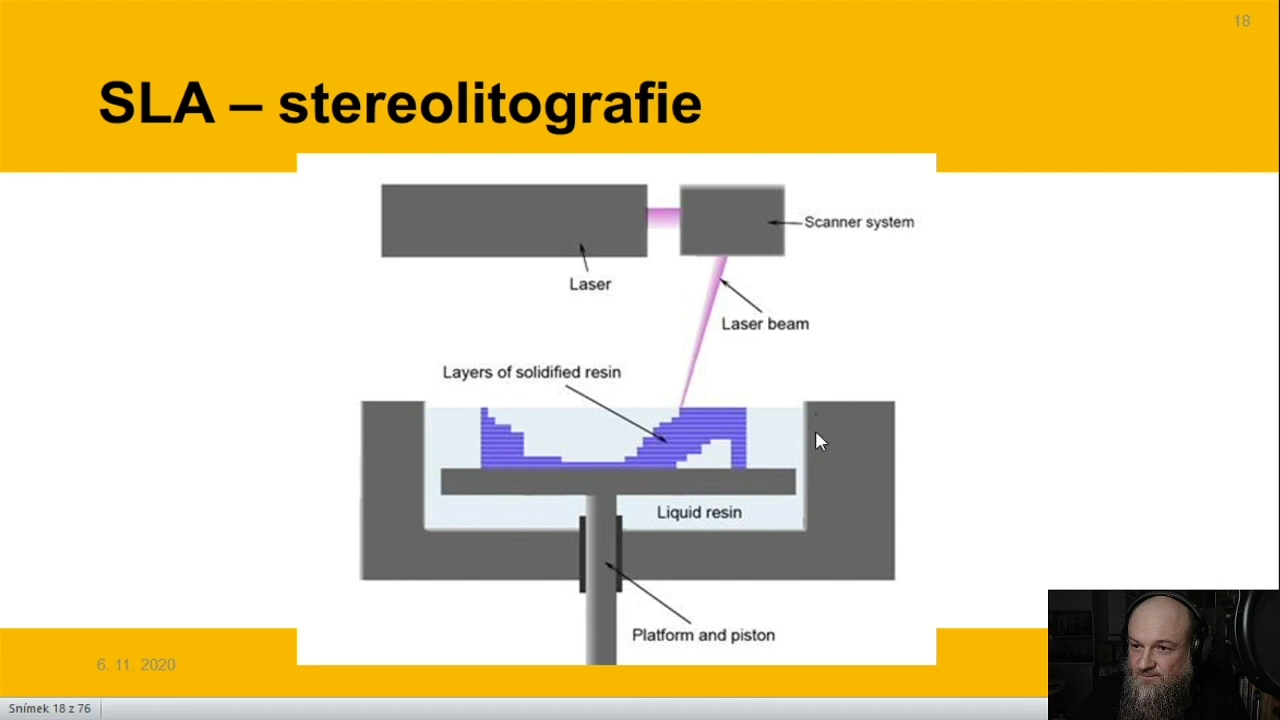 18
SLA – stereolitografie
Scanner system
Laser
Laser beam
Layers of solidified resin
Liquid resin
Platform and piston
6. 11. 2020
Snímek 18 z 76